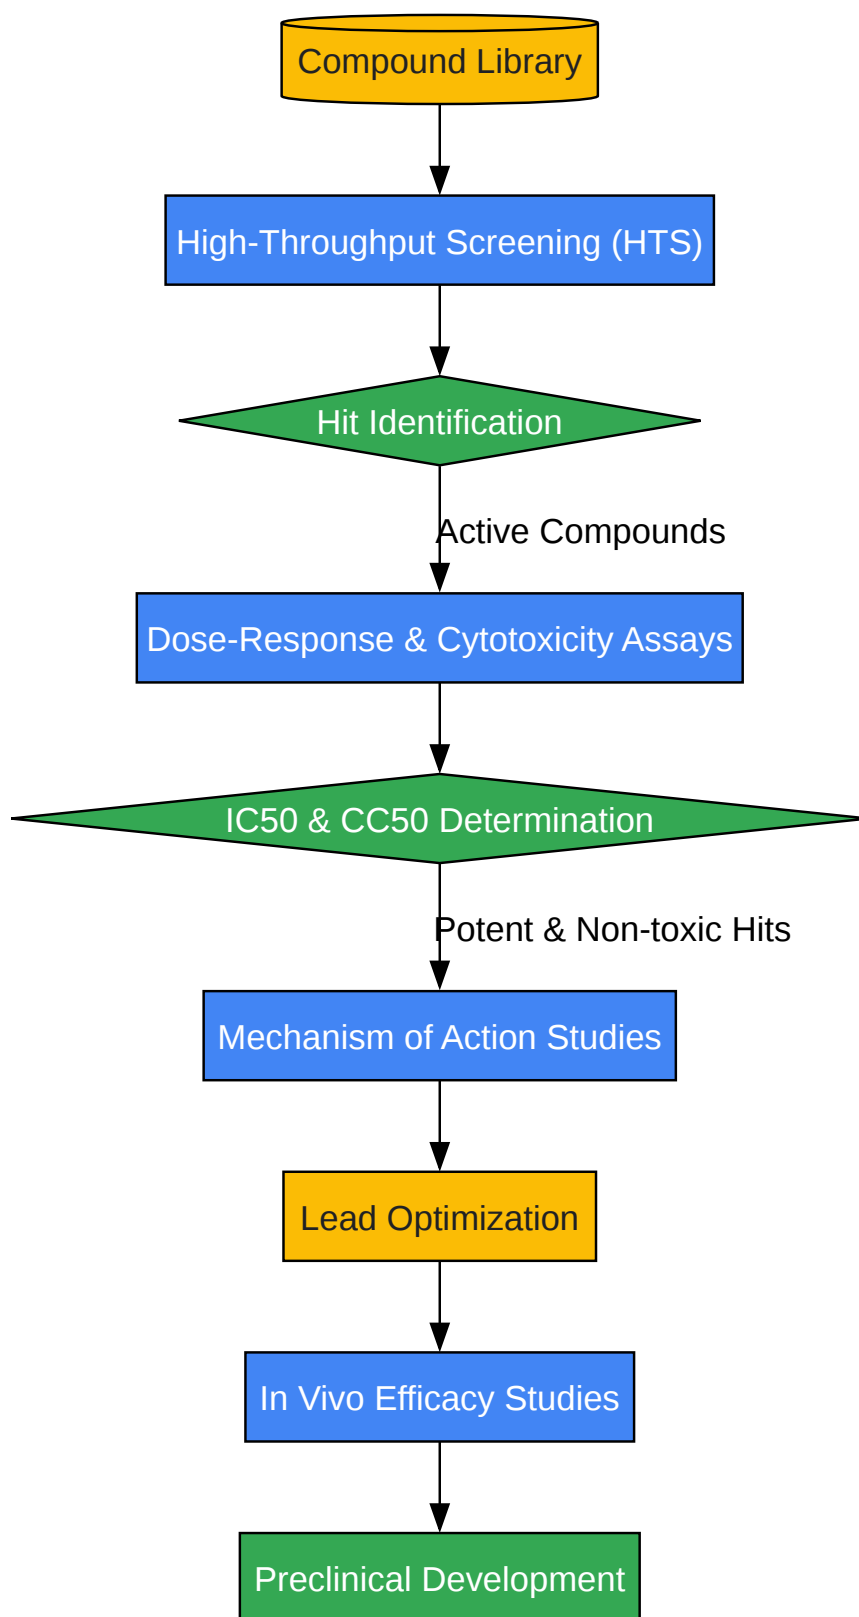 Compound Library
High-Throughput Screening (HTS)
Hit Identification
Active Compounds
Dose-Response & Cytotoxicity Assays
IC50 & CC50 Determination
Potent & Non-toxic Hits
Mechanism of Action Studies
Lead Optimization
In Vivo Efficacy Studies
Preclinical Development